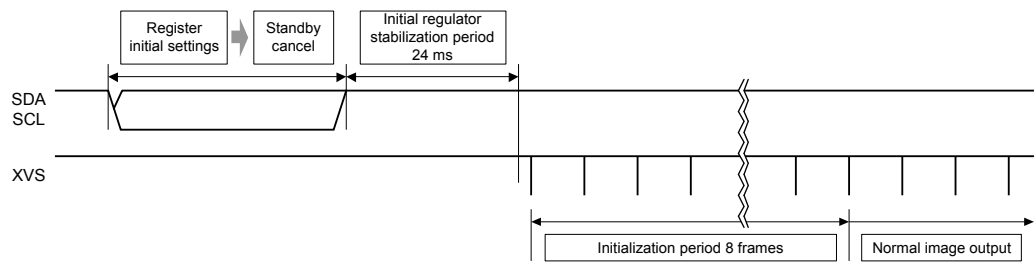 Register
initial settings
Standby
cancel
Initial regulator
stabilization period
24 ms
SDA
SCL
XVS
Initialization period 8 frames
Normal image output